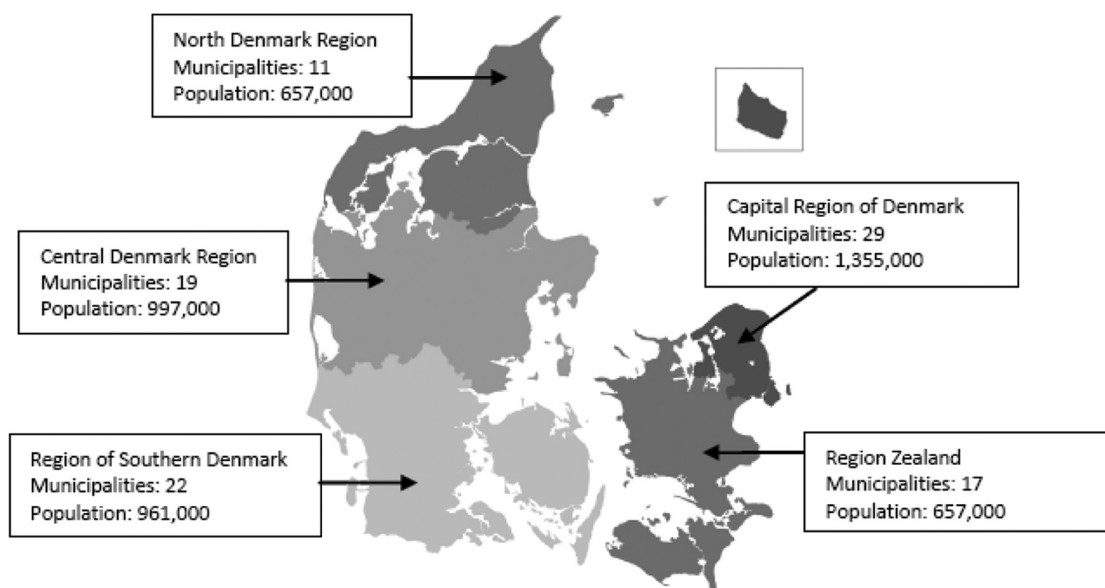 North Denmark Region
Municipalities: 11
Population: 657,000
Capital Region of Denmark
Municipalities: 29
Population: 1,355,000
Central Denmark Region
Municipalities: 19
Population: 997,000
Region of Southern Denmark
Municipalities: 22
Population: 961,000
Region Zealand
Municipalities: 17
Population: 657,000